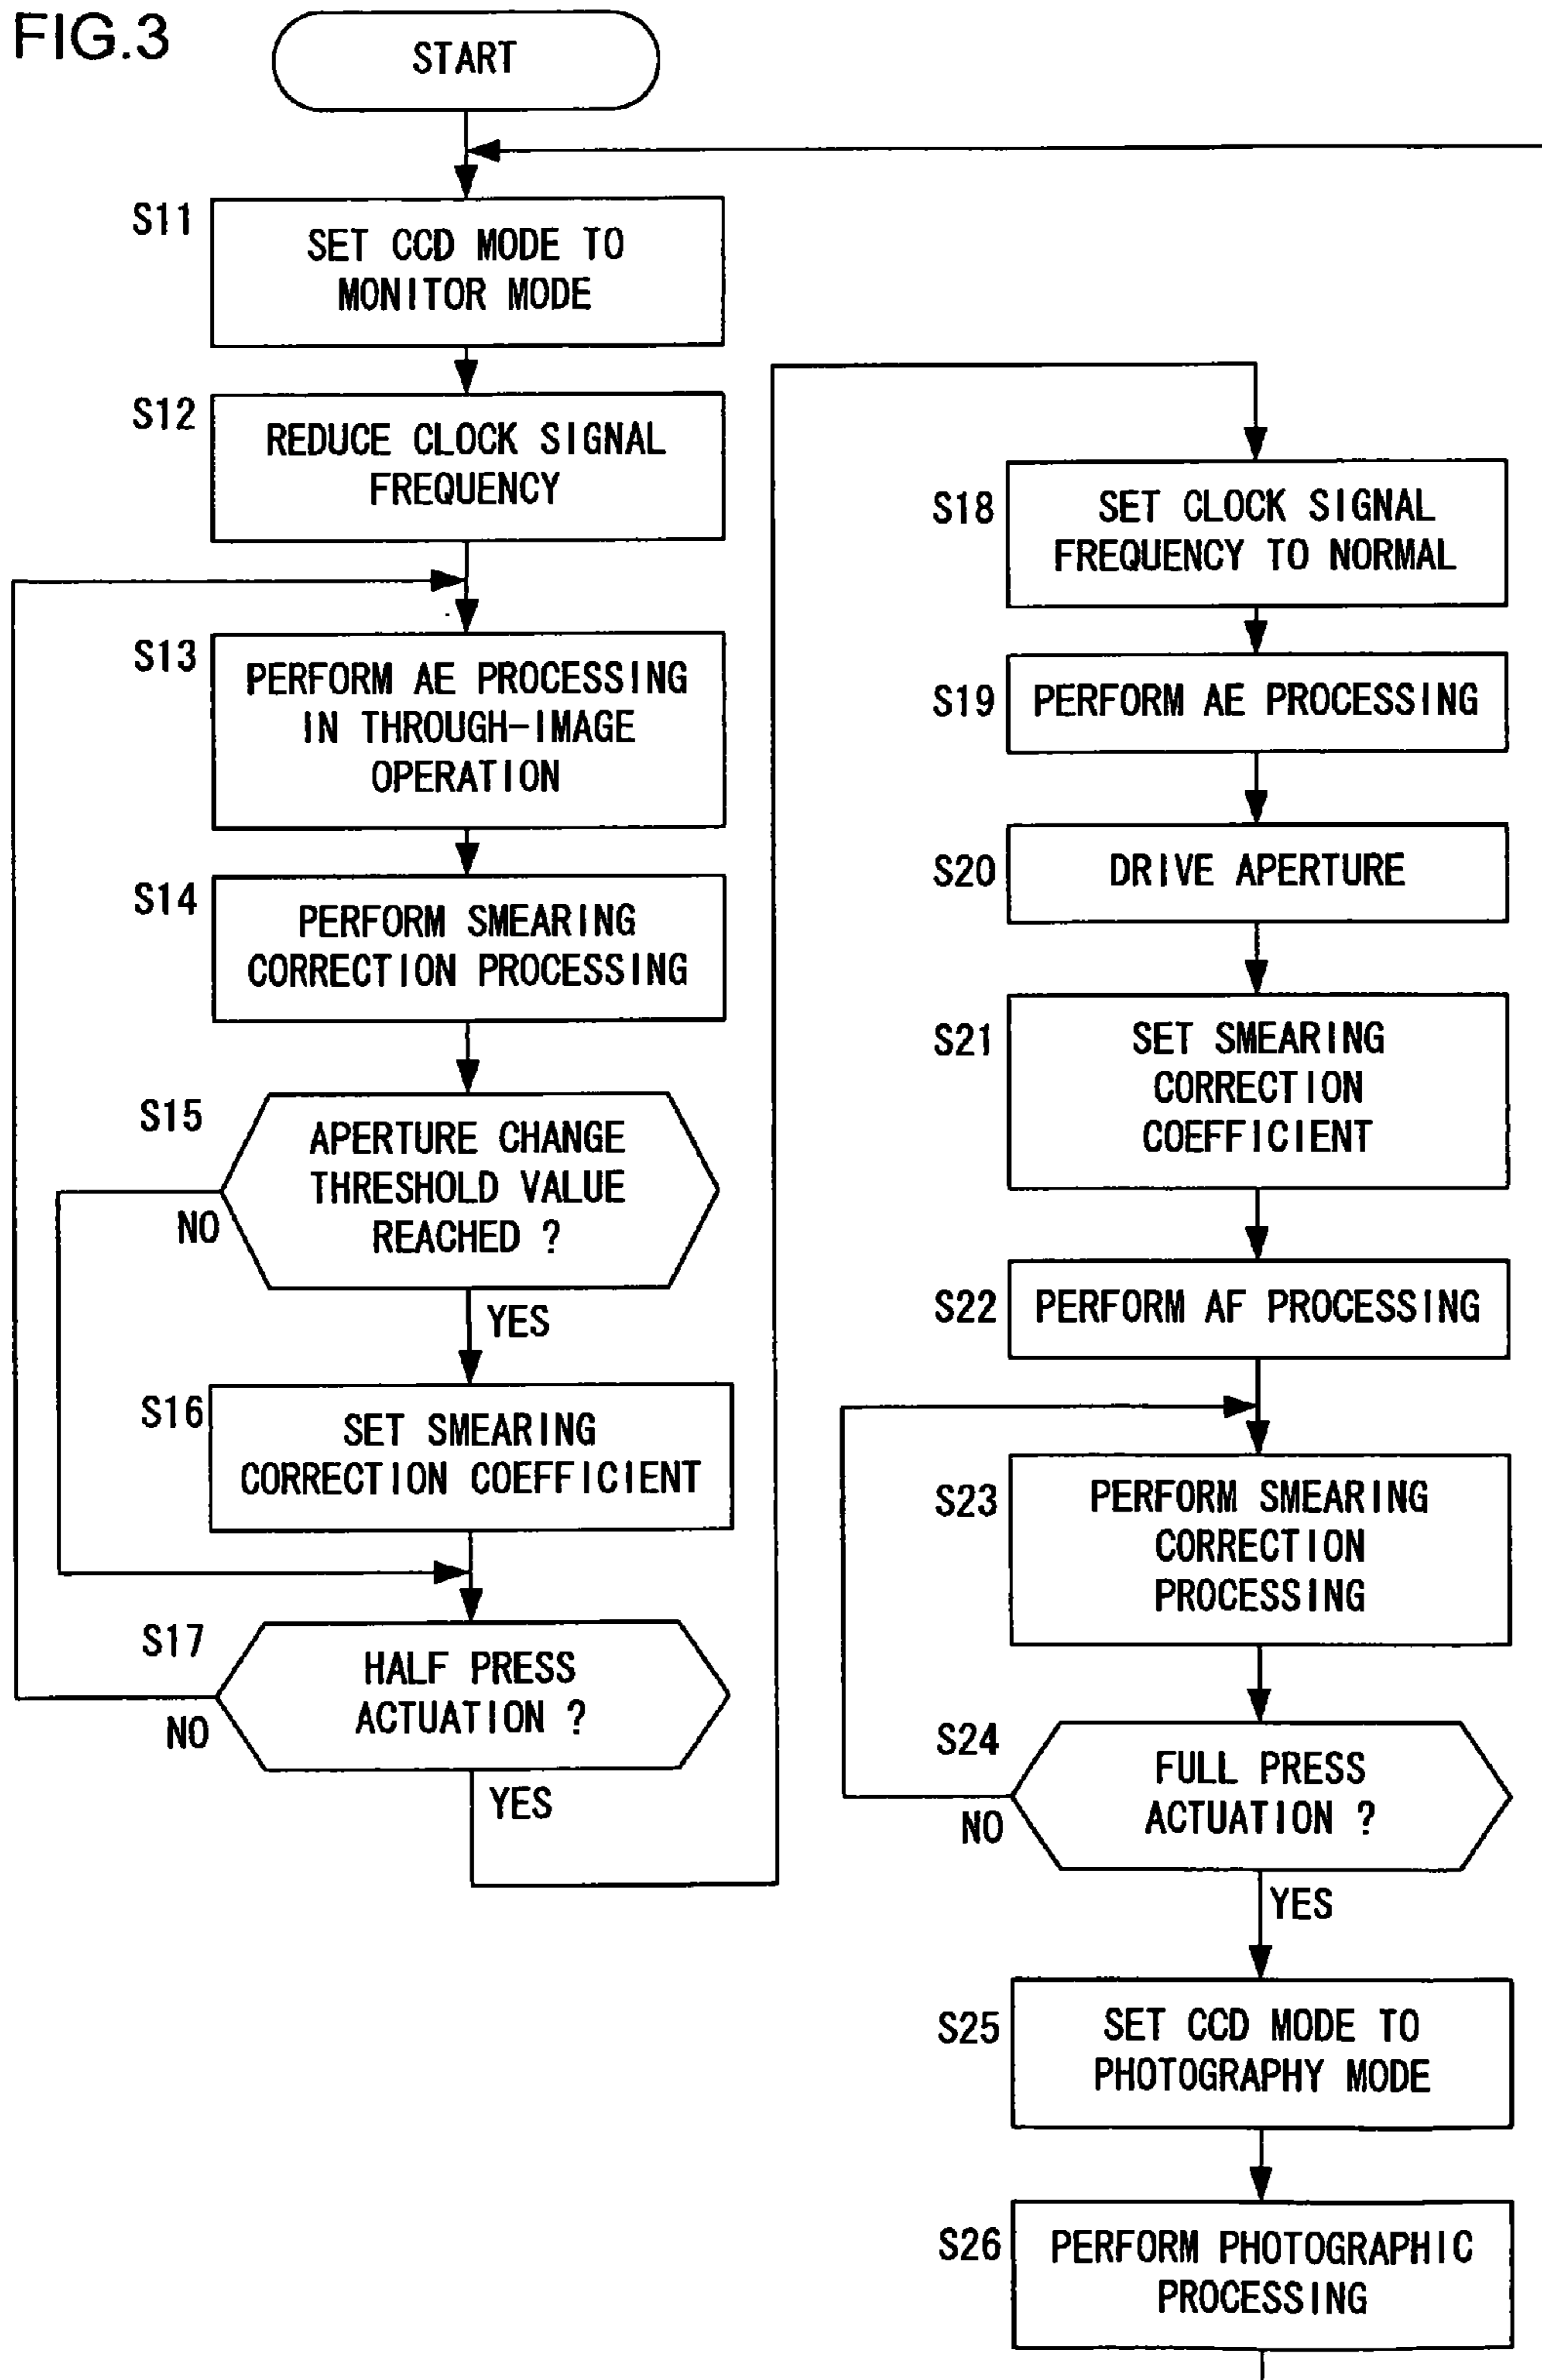 FIG.3
START
S11
SET CCD MODE TO
MONITOR MODE
S12
REDUCE CLOCK SIGNAL
FREQUENCY
S13
PERFORM AE PROCESSING
IN THROUGH-IMAGE
OPERATION
S14
PERFORM SMEARING
CORRECTION PROCESSING
S15
APERTURE CHANGE
THRESHOLD VALUE
REACHED ?
NO
YES
S16
SET SMEARING
CORRECTION COEFFICIENT
S17
HALF PRESS
ACTUATION ?
NO
YES
S18
SET CLOCK SIGNAL
FREQUENCY TO NORMAL
S19
PERFORM AE PROCESSING
S20
DRIVE APERTURE
S21
SET SMEARING
CORRECTION
COEFFICIENT
S22
PERFORM AF PROCESSING
S23
PERFORM SMEARING
CORRECTION
PROCESSING
S24
FULL PRESS
ACTUATION ?
NO
YES
S25
SET CCD MODE TO
PHOTOGRAPHY MODE
S26
PERFORM PHOTOGRAPHIC
PROCESSING